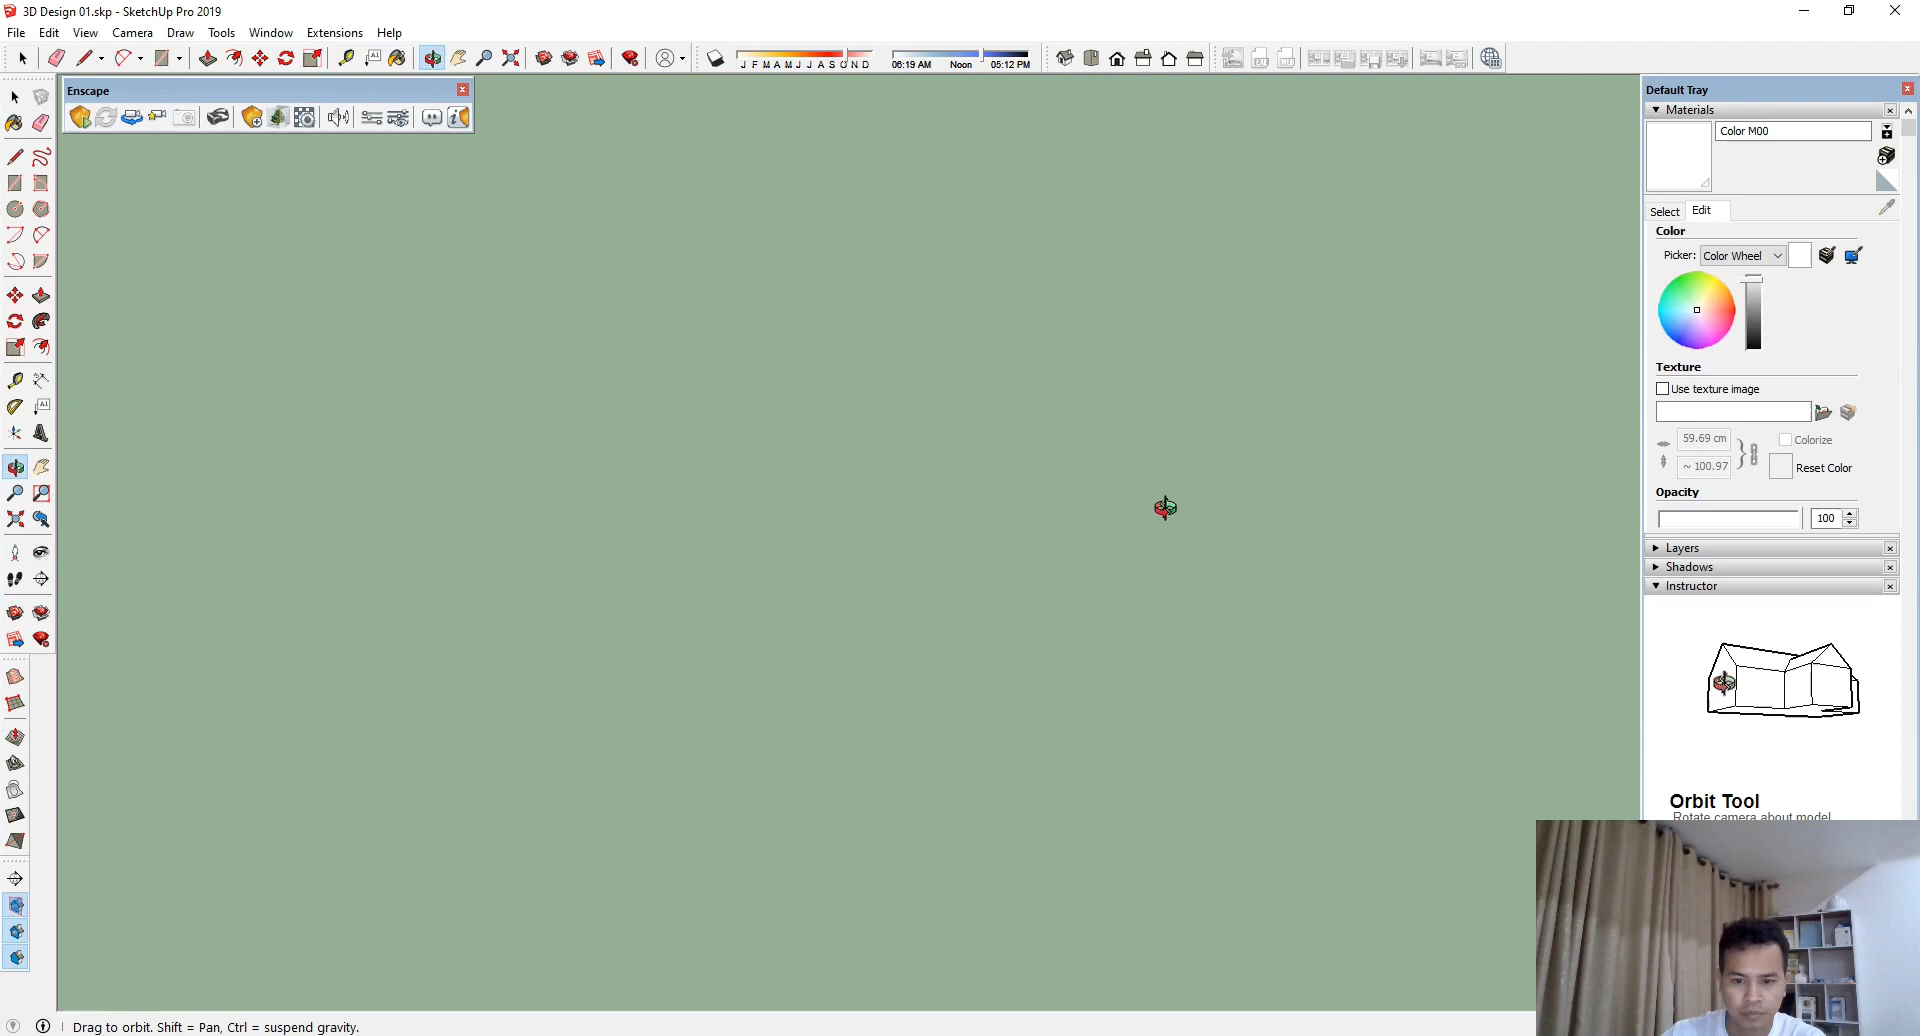 3D Design 01.skp - SketchUp Pro 2019
File Edit View Camera Draw Tools Window Extensions Help
J F M A M J J A S O N D 06:19 AM Noon 05:12 PM
Enscape
Default Tray
Materials
Color M00
Select Edit
Color
Picker: Color Wheel
Texture
Use texture image
59.69 cm Colorize
~ 100.97 Reset Color
Opacity
100
Layers
Shadows
Instructor
Orbit Tool
Rotate camera about model
Drag to orbit. Shift = Pan, Ctrl = suspend gravity.